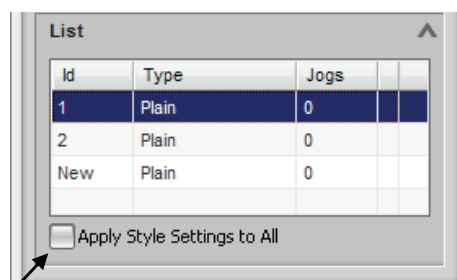 List
Id Type Jogs
1 Plain 0
2 Plain 0
New Plain 0
Apply Style Settings to All